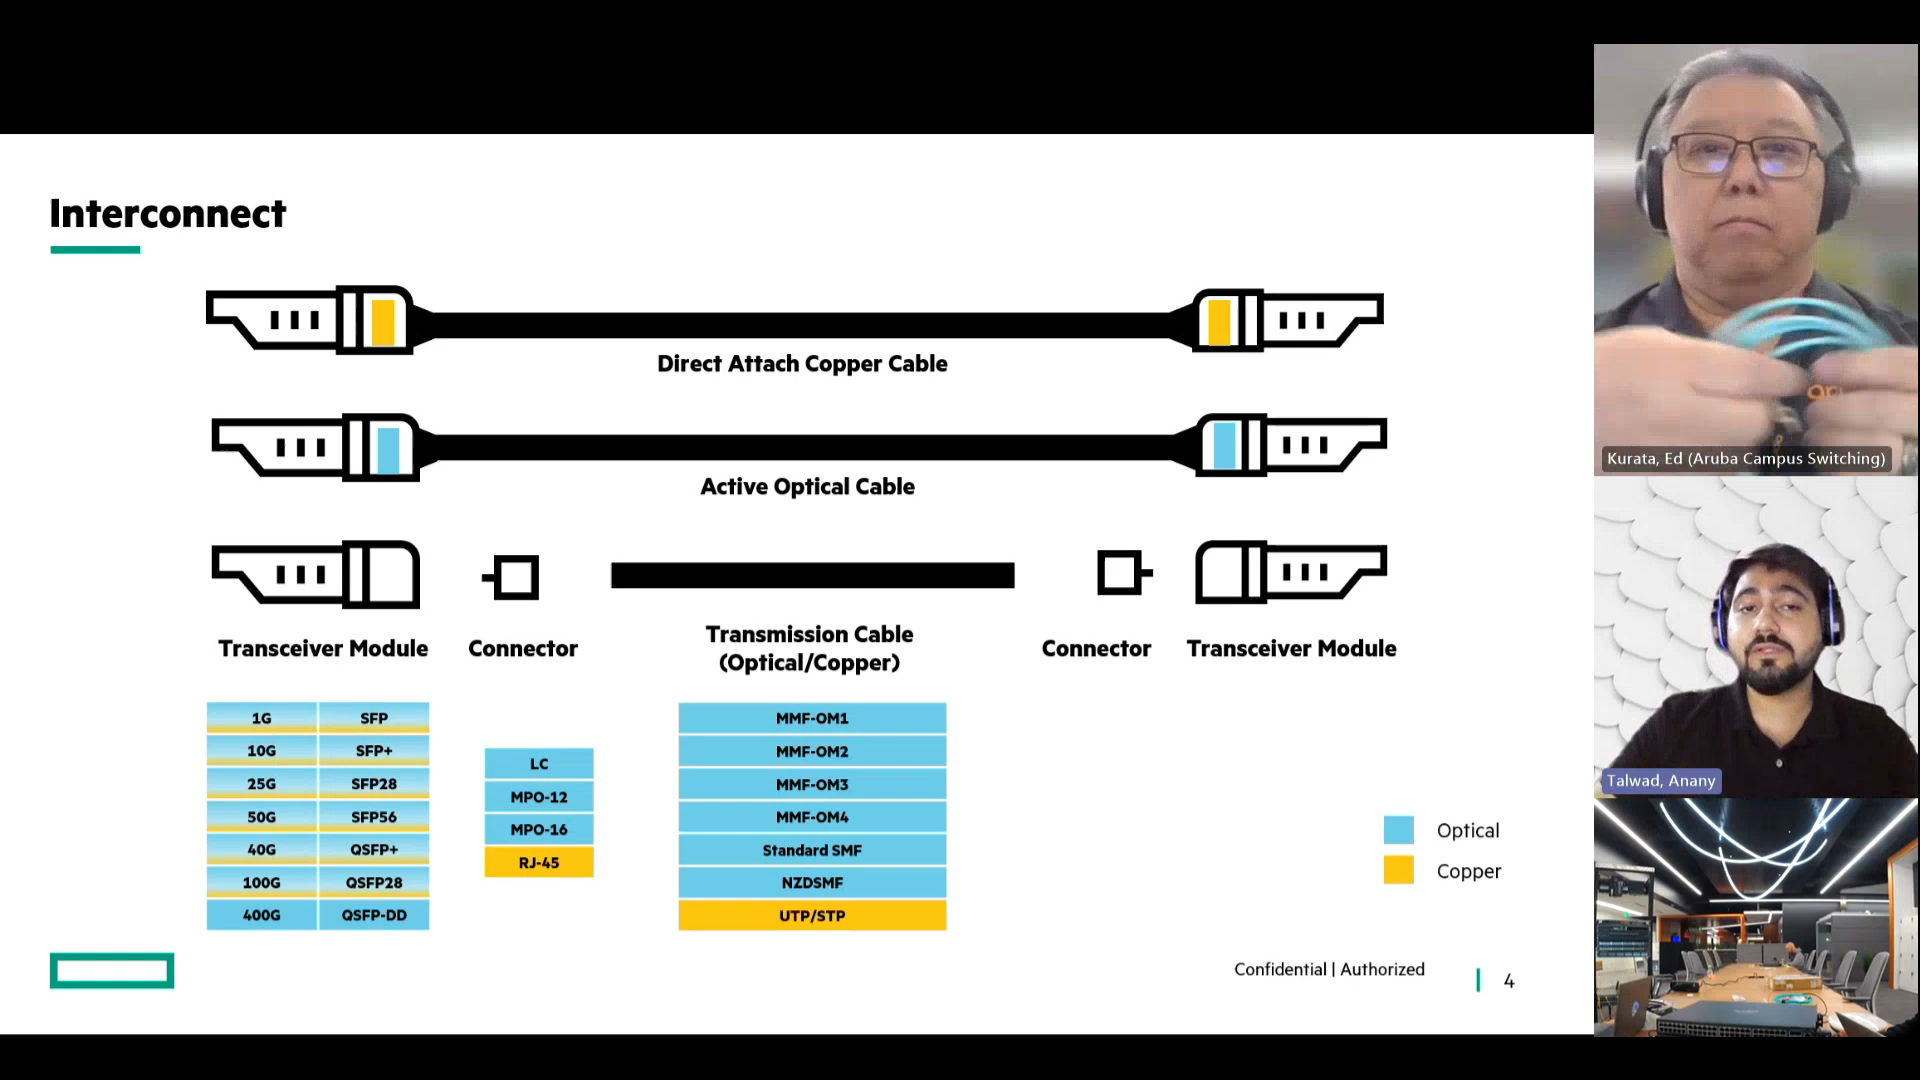 Interconnect
Direct Attach Copper Cable
Active Optical Cable
Transceiver Module
Connector
Transmission Cable
(Optical/Copper)
Connector
Transceiver Module
1G SFP
10G SFP+
25G SFP28
50G SFP56
40G QSFP+
100G QSFP28
400G QSFP-DD
LC
MPO-12
MPO-16
RJ-45
MMF-OM1
MMF-OM2
MMF-OM3
MMF-OM4
Standard SMF
NZDSMF
UTP/STP
Optical
Copper
Confidential | Authorized
4
Kurata, Ed (Aruba Campus Switching)
Talwad, Anany